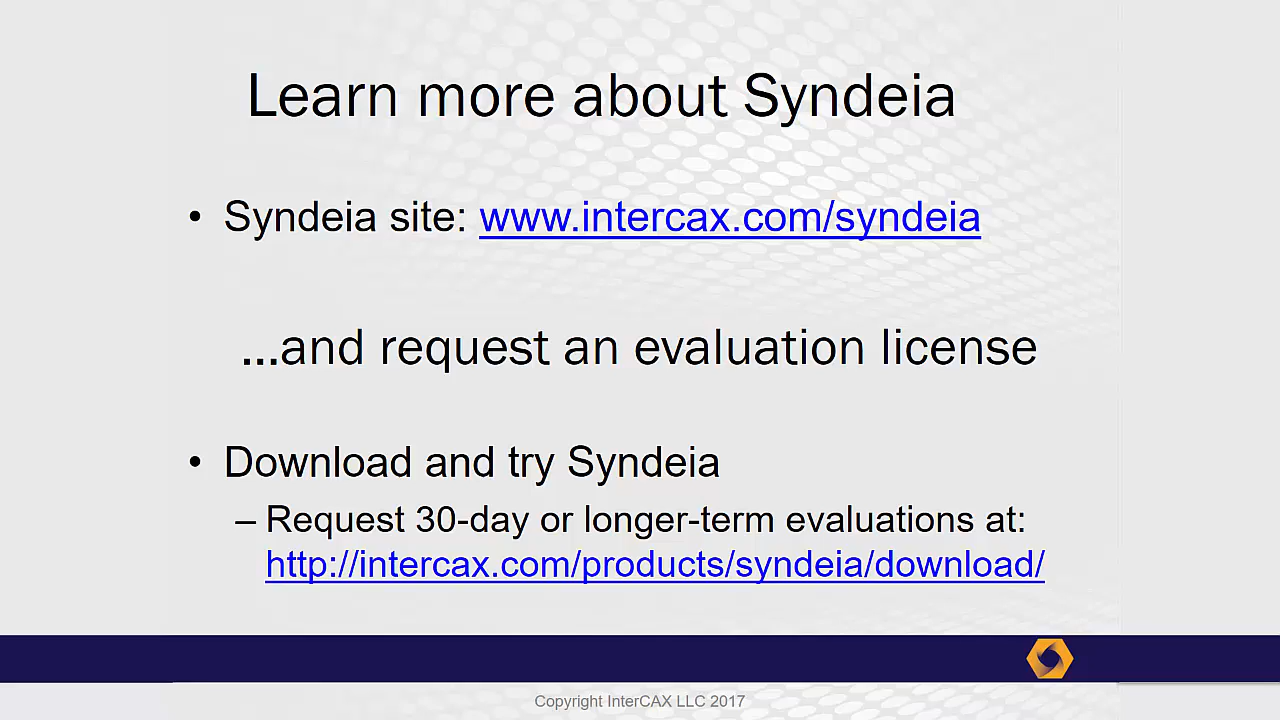 Learn more about Syndeia
• Syndeia site: www.intercax.com/syndeia
...and request an evaluation license
• Download and try Syndeia
– Request 30-day or longer-term evaluations at:
http://intercax.com/products/syndeia/download/
Copyright InterCAX LLC 2017